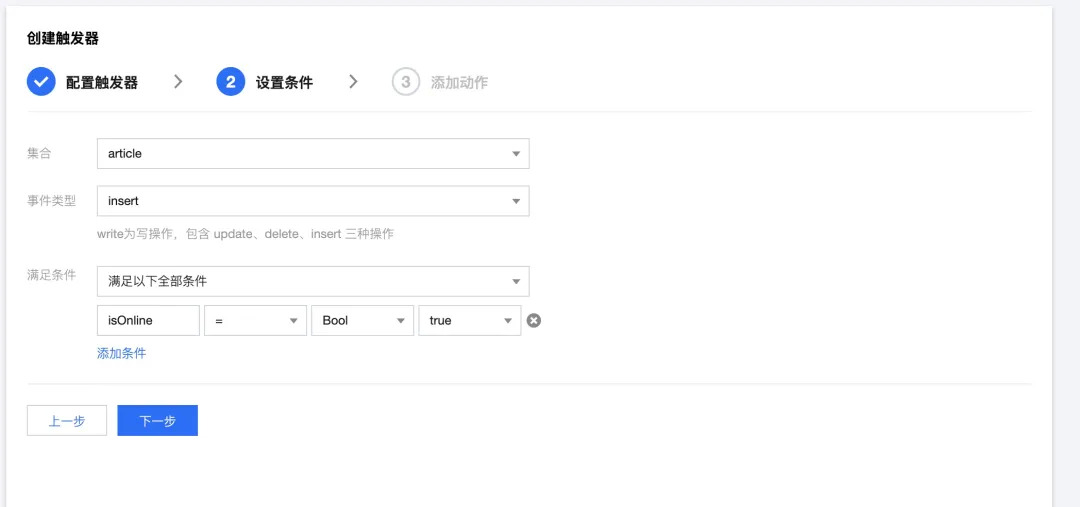 创建触发器
配置触发器 2 设置条件 3 添加动作
集合 article
事件类型 insert
write为写操作，包含 update、delete、insert 三种操作
满足条件 满足以下全部条件
isOnline = Bool true
添加条件
上一步 下一步